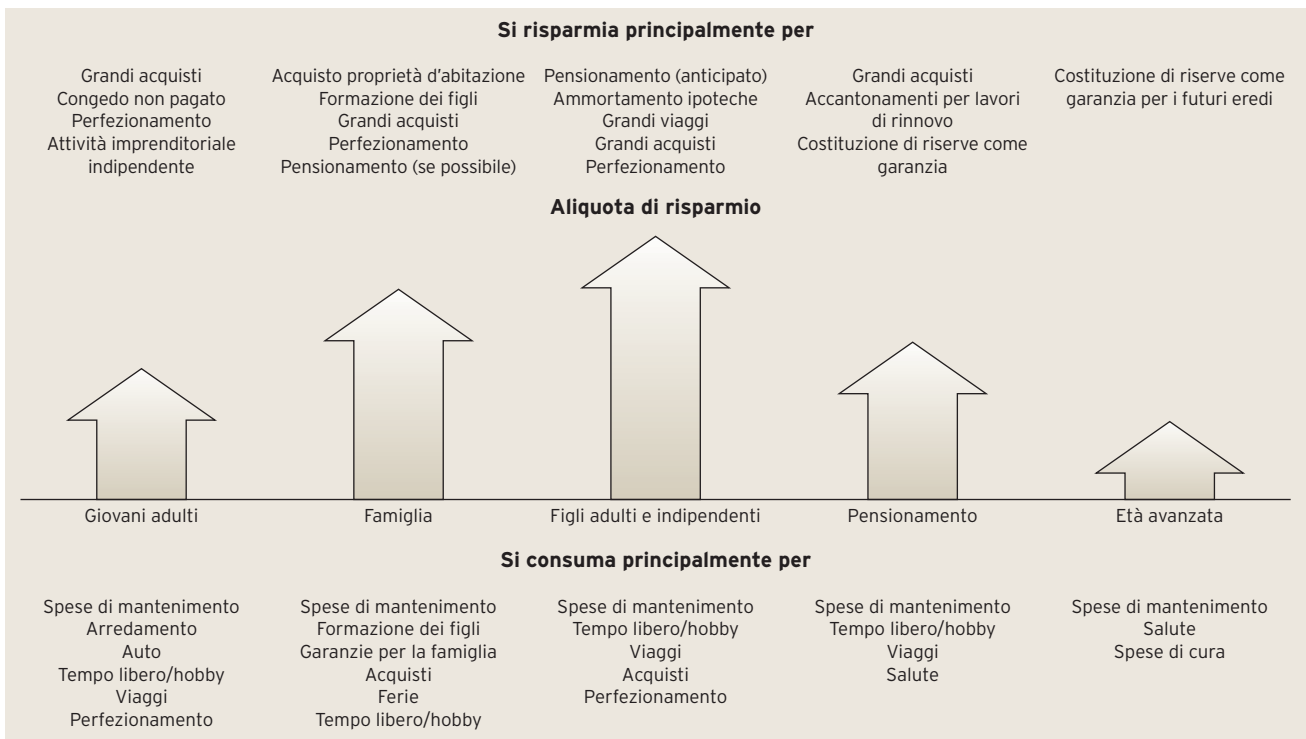 Si risparmia principalmente per
Grandi acquisti
Congedo non pagato
Perfezionamento
Attività imprenditoriale
indipendente
Acquisto proprietà d'abitazione
Formazione dei figli
Grandi acquisti
Perfezionamento
Pensionamento (se possibile)
Pensionamento (anticipato)
Ammortamento ipoteche
Grandi viaggi
Grandi acquisti
Perfezionamento
Grandi acquisti
Accantonamenti per lavori
di rinnovo
Costituzione di riserve come
garanzia
Costituzione di riserve come
garanzia per i futuri eredi
Aliquota di risparmio
Giovani adulti
Famiglia
Figli adulti e indipendenti
Pensionamento
Età avanzata
Si consuma principalmente per
Spese di mantenimento
Arredamento
Auto
Tempo libero/hobby
Viaggi
Perfezionamento
Spese di mantenimento
Formazione dei figli
Garanzie per la famiglia
Acquisti
Ferie
Tempo libero/hobby
Spese di mantenimento
Tempo libero/hobby
Viaggi
Acquisti
Perfezionamento
Spese di mantenimento
Tempo libero/hobby
Viaggi
Salute
Spese di mantenimento
Salute
Spese di cura